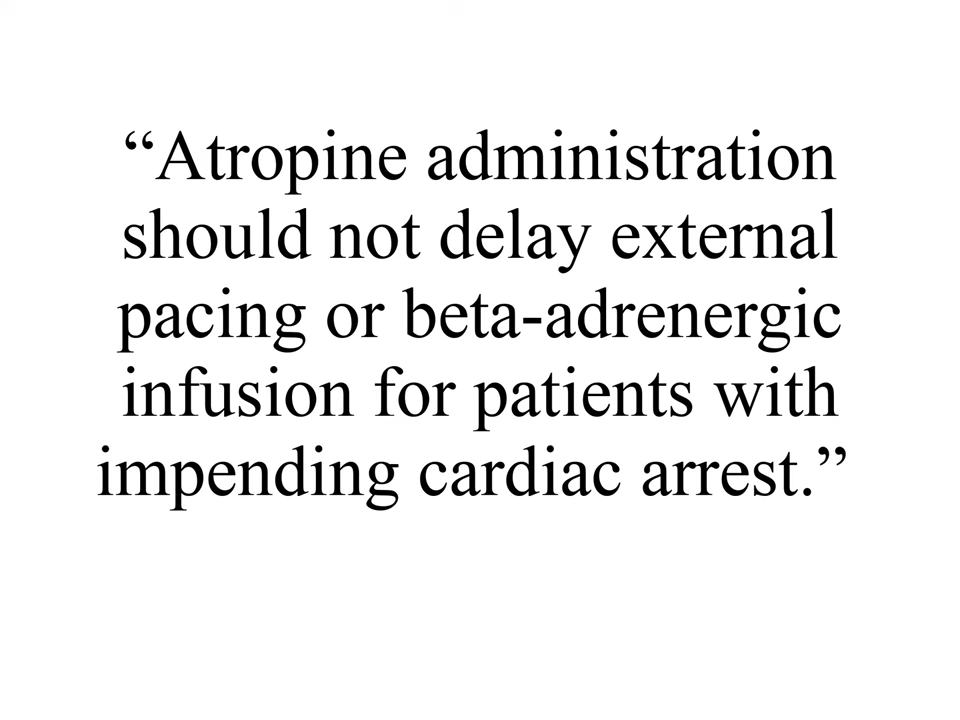 “Atropine administration
should not delay external
pacing or beta-adrenergic
infusion for patients with
impending cardiac arrest.”